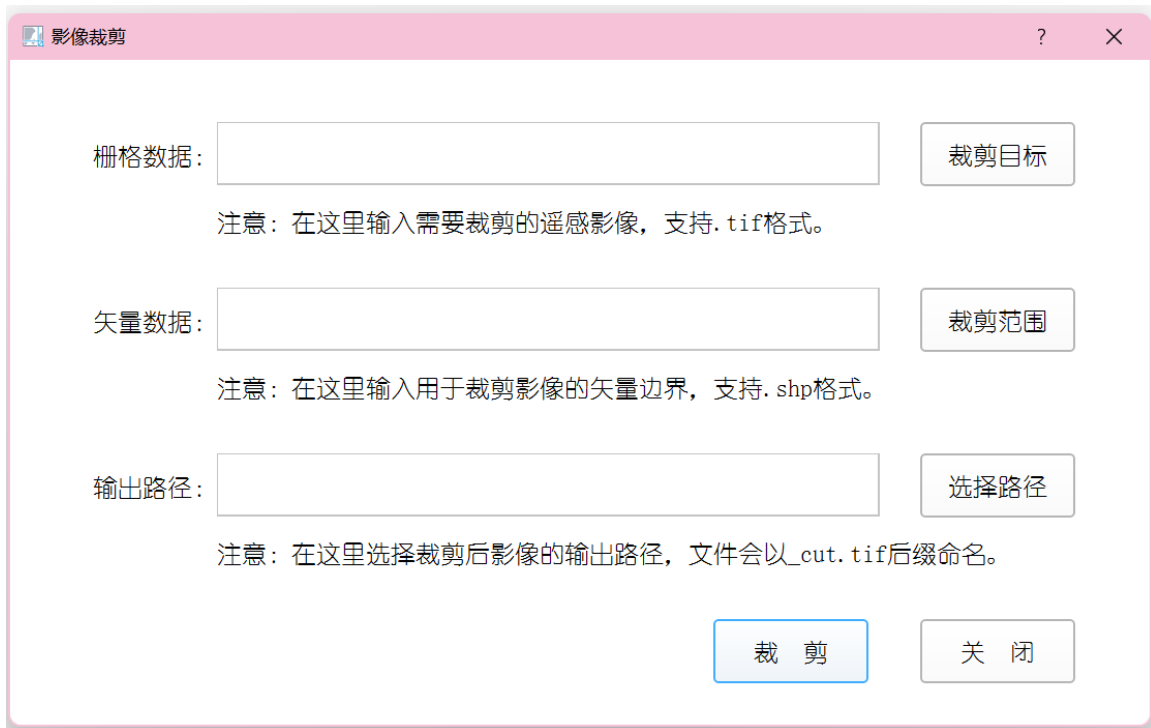 影像裁剪
?
栅格数据:
裁剪目标
注意: 在这里输入需要裁剪的遥感影像，支持.tif格式。
矢量数据:
裁剪范围
注意: 在这里输入用于裁剪影像的矢量边界，支持.shp格式。
输出路径:
选择路径
注意: 在这里选择裁剪后影像的输出路径，文件会以_cut.tif后缀命名。
裁 剪
关 闭